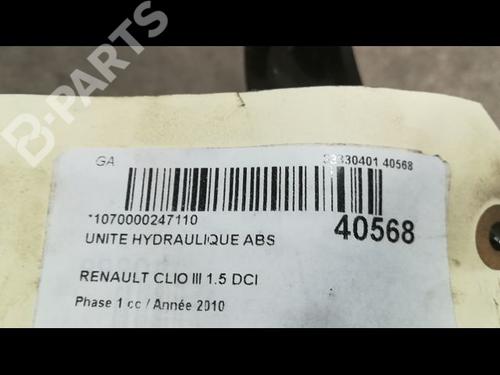 B-PARTS
GA
33330401 40568
*1070000247110
40568
UNITE HYDRAULIQUE ABS
RENAULT CLIO III 1.5 DCI
Phase 1 cc / Année 2010